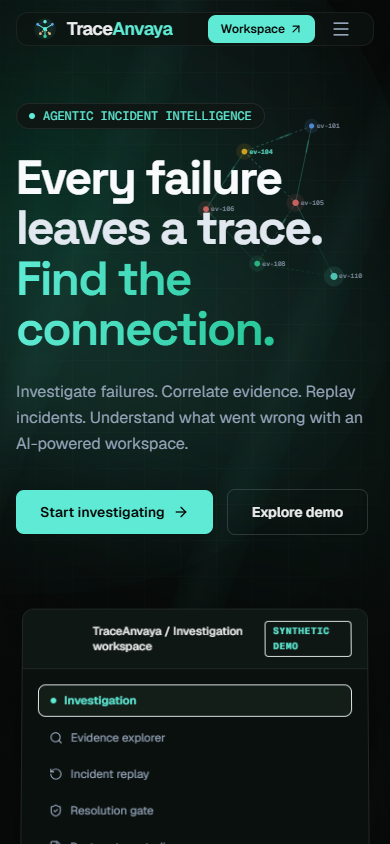 TraceAnvaya
Workspace
AGENTIC INCIDENT INTELLIGENCE
ev-101
ev-104
Every failure
ev-105
ev-106
leaves a trace.
ev-108
ev-110
Find the
connection.
Investigate failures. Correlate evidence. Replay
incidents. Understand what went wrong with an
AI-powered workspace.
Start investigating
Explore demo
TraceAnvaya / Investigation
workspace
SYNTHETIC
DEMO
Investigation
Evidence explorer
Incident replay
Resolution gate